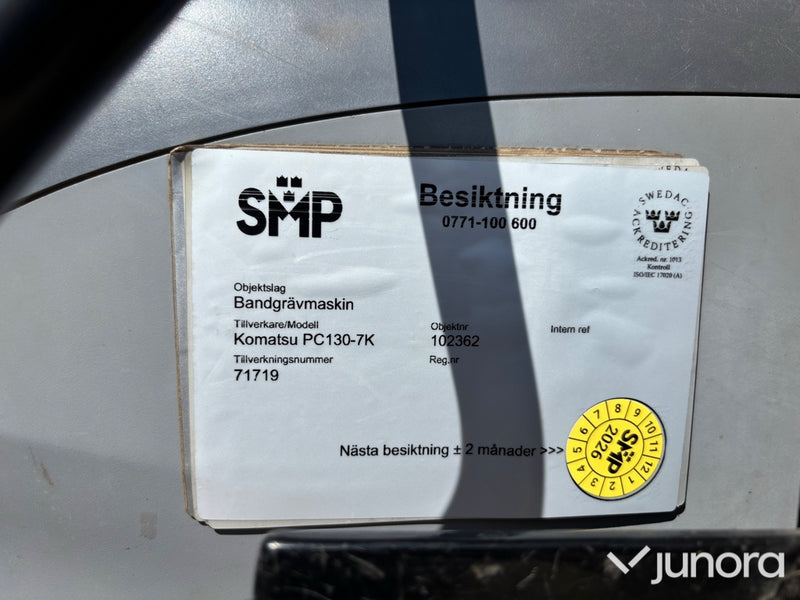 SMP
Besiktning
0771-100 600
SWEDAC
ACKREDITERING
Ackred. nr. 1913
Kontroll
ISO/IEC 17020 (A)
Objektslag
Bandgrävmaskin
Tillverkare/Modell
Komatsu PC130-7K
Objektnr
102362
Intern ref
Tillverkningsnummer
71719
Reg.nr
Nästa besiktning ± 2 månader >>>
1 2 3 4 5 6 7 8 9 10 11 12
SMP
2026
junora